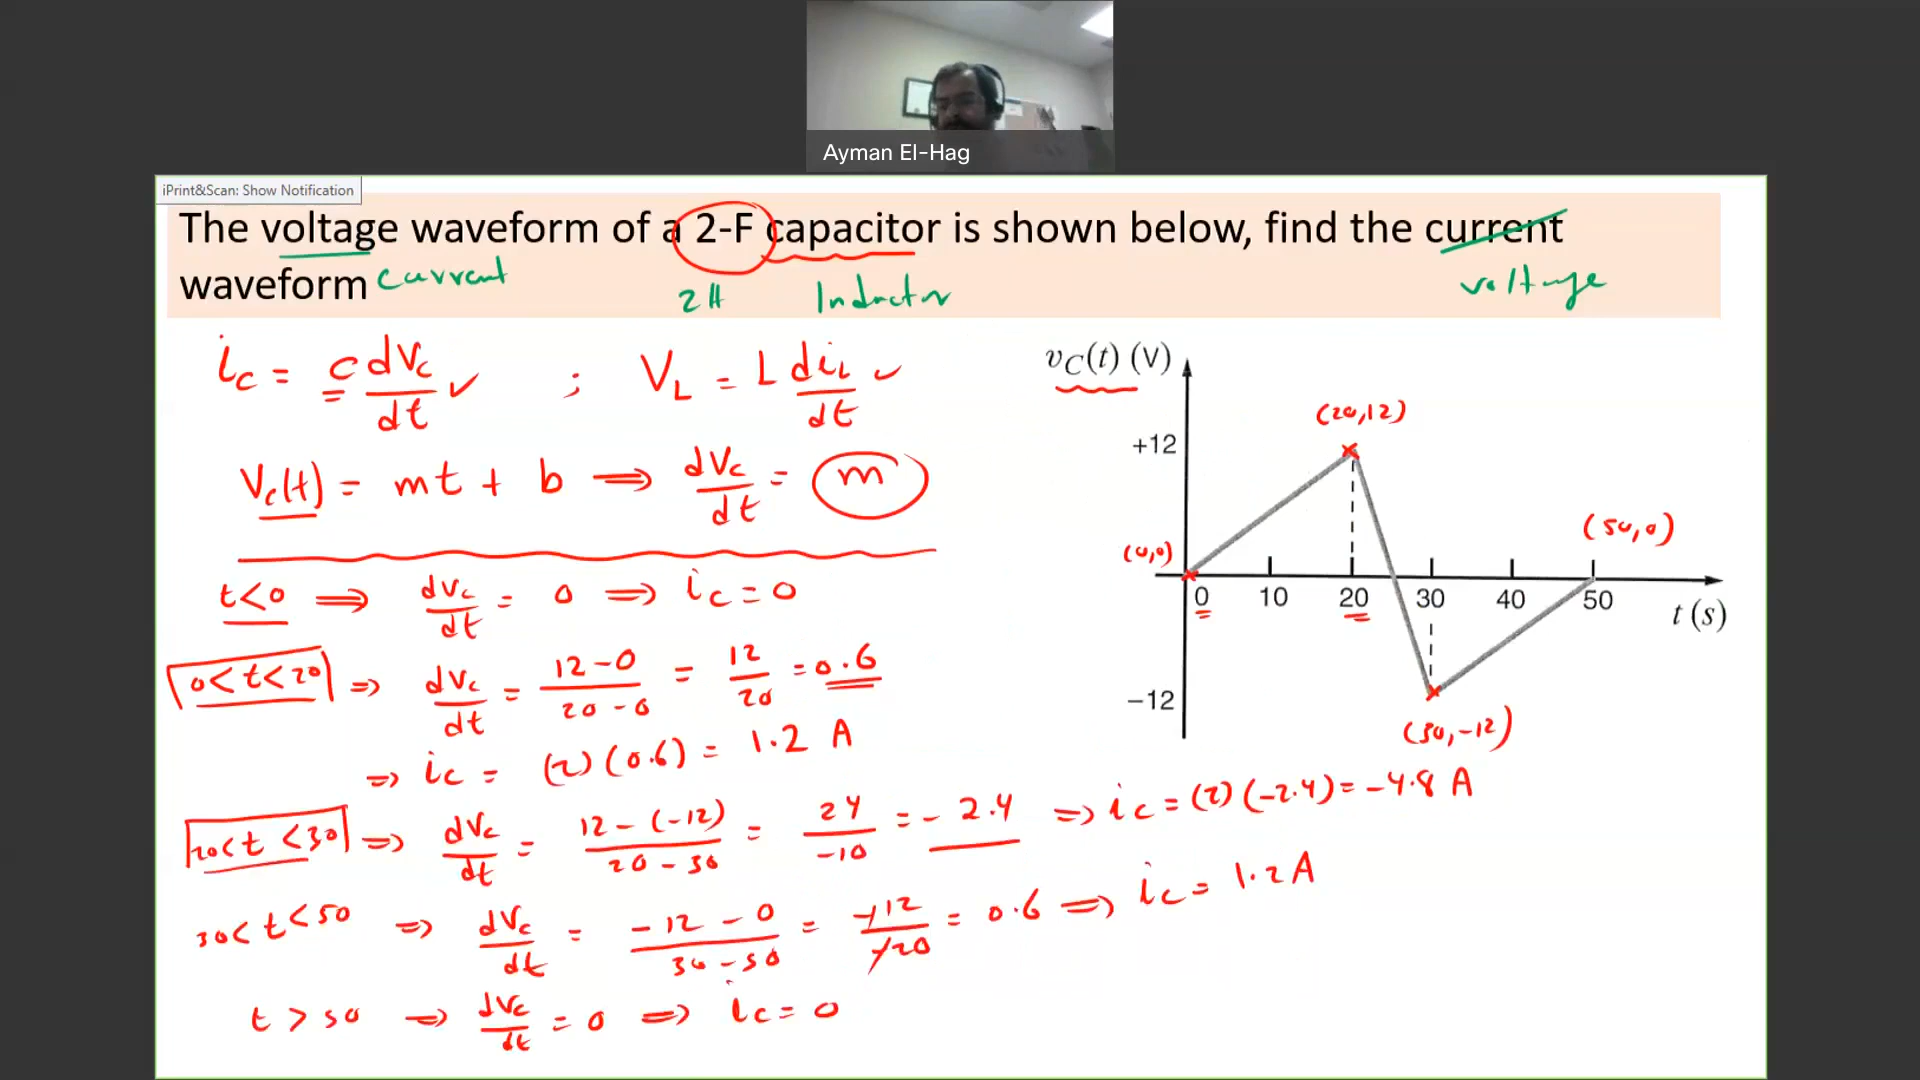 Ayman El-Hag
iPrint&Scan: Show Notification
The voltage waveform of a 2-F capacitor is shown below, find the current
waveform current 2H Inductor voltage
ic = c dVc/dt ✓ ; VL = L diL/dt ✓
Vc(t) = mt + b ⟹ dVc/dt = m
t<0 ⟹ dVc/dt = 0 ⟹ ic = 0
0<t<20 ⇒ dVc/dt = 12-0/20-0 = 12/20 = 0.6
⇒ ic = (2)(0.6) = 1.2 A
20<t<30 ⇒ dVc/dt = 12-(-12)/20-30 = 24/-10 = -2.4 ⇒ ic = (2)(-2.4) = -4.8 A
30<t<50 ⇒ dVc/dt = -12-0/30-50 = -12/-20 = 0.6 ⇒ ic = 1.2 A
t>50 ⇒ dVc/dt = 0 ⇒ ic = 0
vC(t) (V)
(20,12)
+12
(50,0)
(0,0)
0 10 20 30 40 50 t (s)
−12
(30,-12)